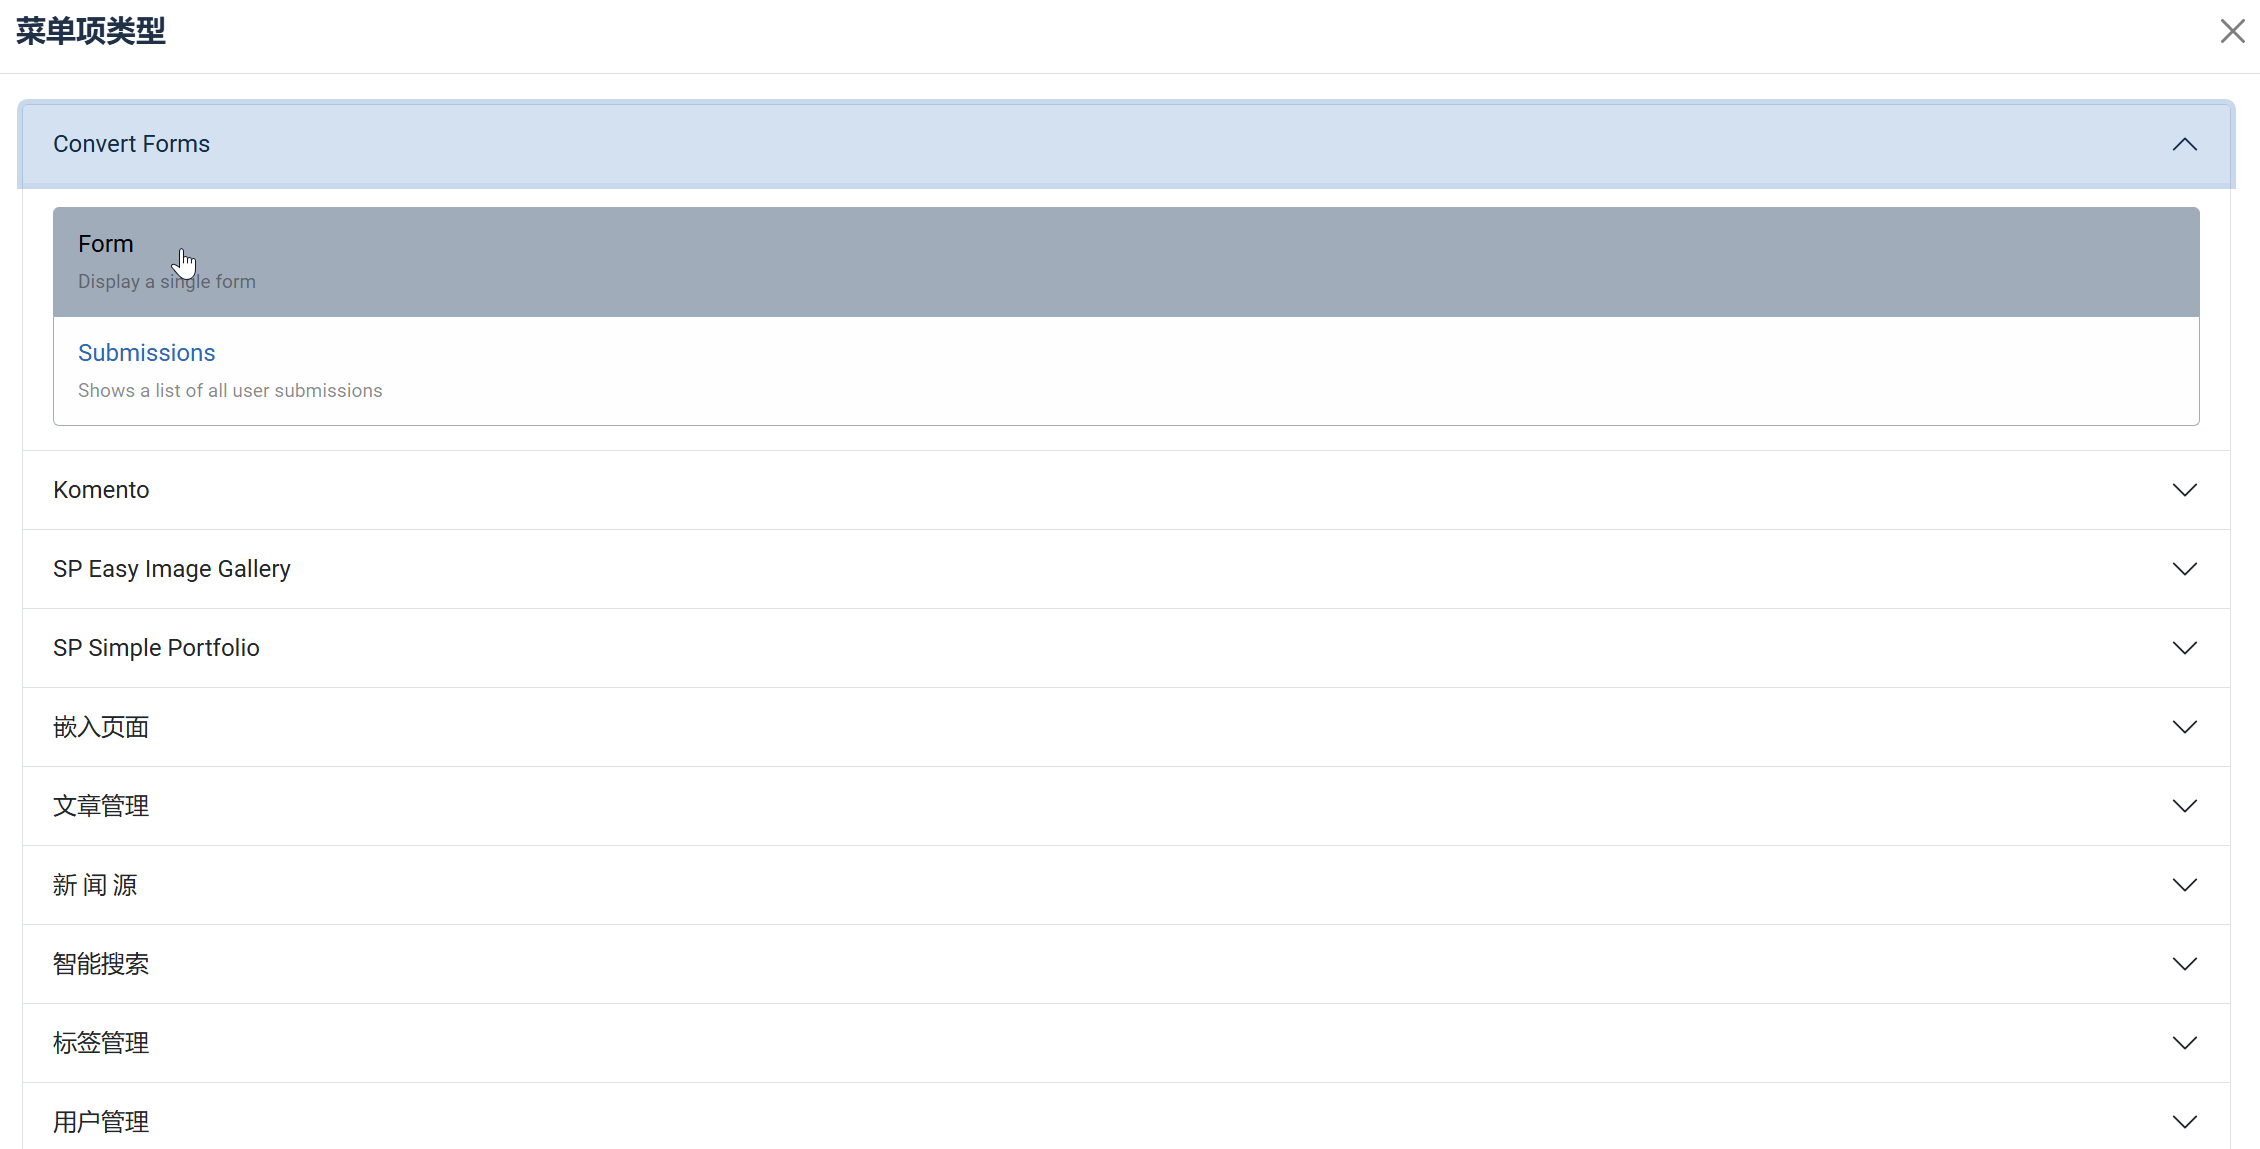 菜单项类型
Convert Forms
Form
Display a single form
Submissions
Shows a list of all user submissions
Komento
SP Easy Image Gallery
SP Simple Portfolio
嵌入页面
文章管理
新 闻 源
智能搜索
标签管理
用户管理